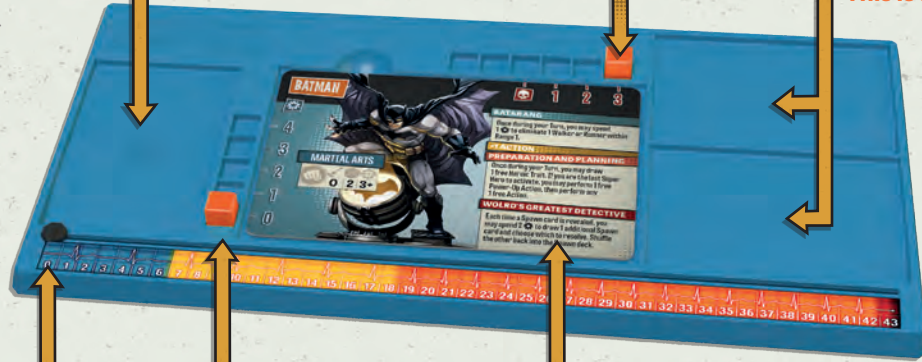 BATMAN
1 2 3
4
3
2
1
0
MARTIAL ARTS
0 2 3+
BATARANG
Once during your Turn, you may spend
1 to eliminate 1 Walker or Runner within
Range 1.
+1 ACTION
PREPARATION AND PLANNING
Once during your Turn, you may draw
1 free Heroic Trait. If you are the last Super
Hero to activate, you may perform 1 free
Power-Up Action, then perform any
1 free Action.
WOLRD'S GREATEST DETECTIVE
Each time a Spawn card is revealed, you
may spend 2 to draw 1 additional Spawn
card and choose which to resolve. Shuffle
the other back into the Spawn deck.
0 1 2 3 4 5 6 7 8 10 11 12 13 14 15 16 17 18 19 20 21 22 23 24 25 27 28 29 30 31 32 33 34 35 36 37 38 39 40 41 42 43